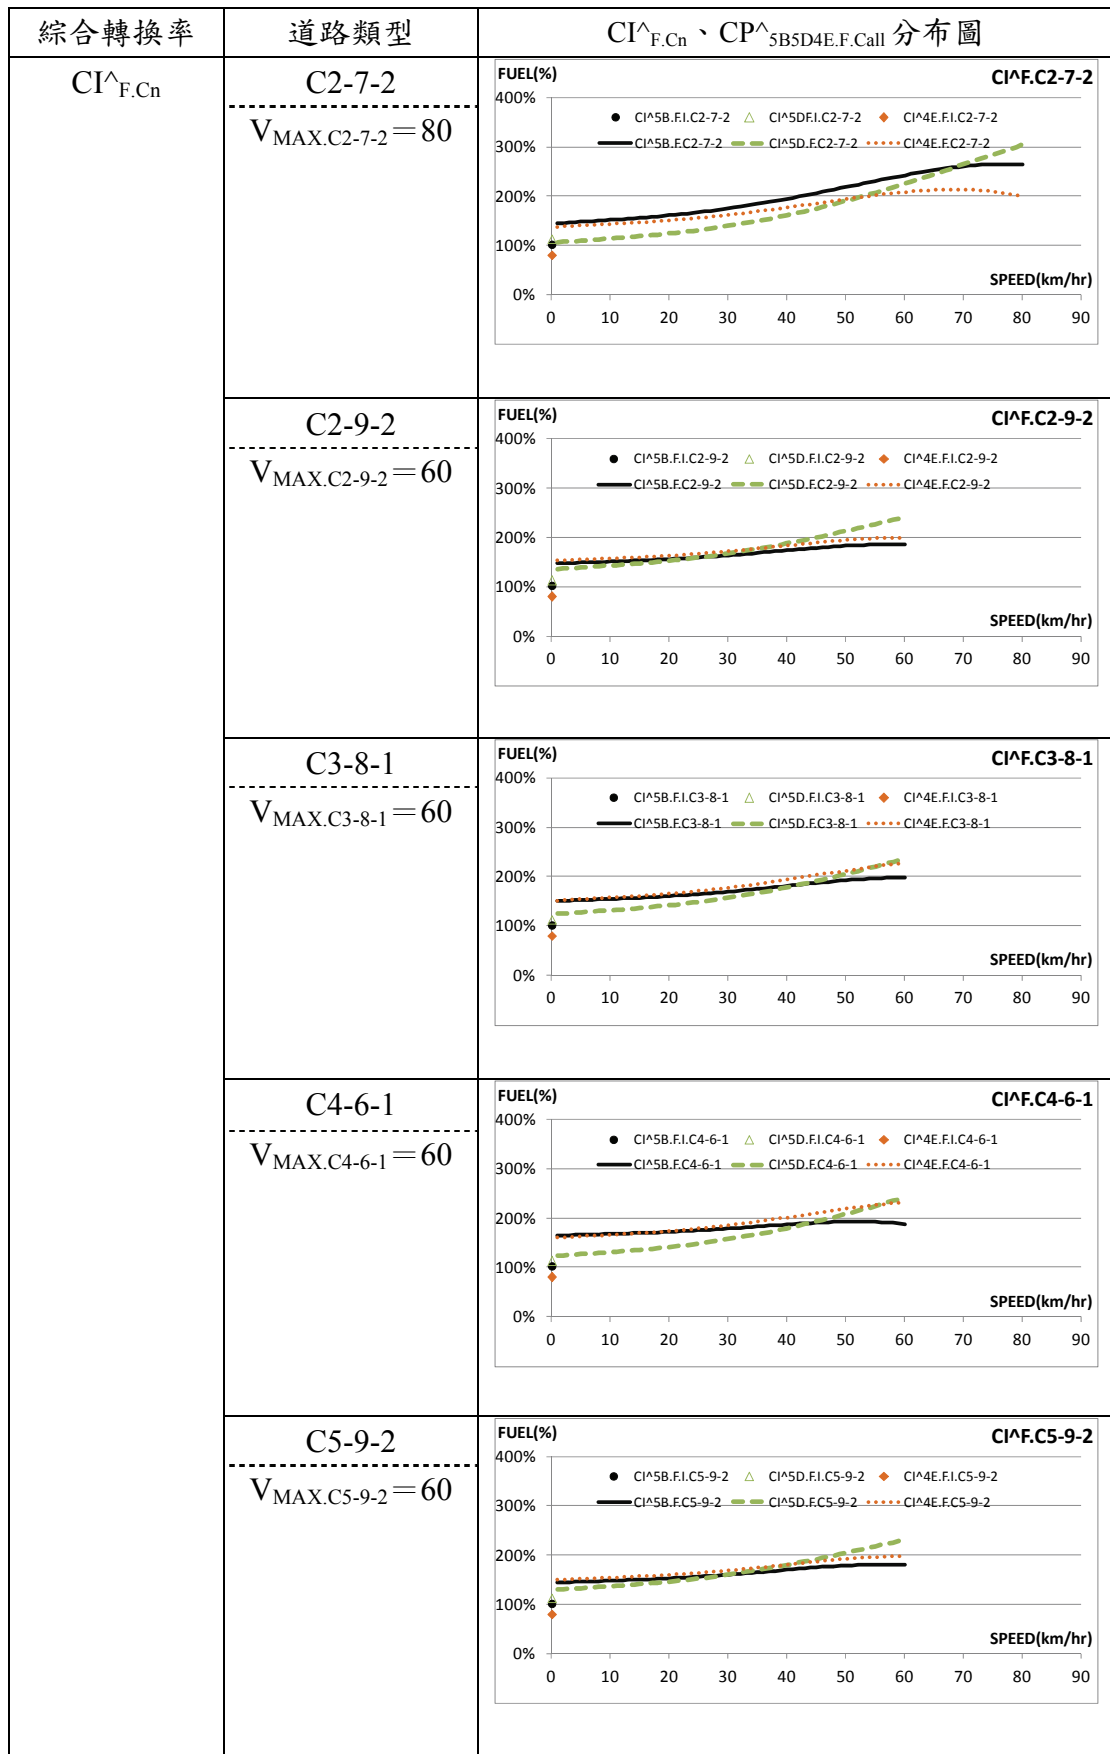 綜合轉換率 道路類型 CI^F.Cn、CP^5B5D4E.F.Call 分布圖
CI^F.Cn
C2-7-2
VMAX.C2-7-2＝80
FUEL(%) CI^F.C2-7-2
400%
CI^5B.F.I.C2-7-2 CI^5DF.I.C2-7-2 CI^4E.F.I.C2-7-2
300% CI^5B.F.C2-7-2 CI^5D.F.C2-7-2 CI^4E.F.C2-7-2
200%
100%
0% SPEED(km/hr)
0 10 20 30 40 50 60 70 80 90
C2-9-2
VMAX.C2-9-2＝60
FUEL(%) CI^F.C2-9-2
400%
CI^5B.F.I.C2-9-2 CI^5D.F.I.C2-9-2 CI^4E.F.I.C2-9-2
300% CI^5B.F.C2-9-2 CI^5D.F.C2-9-2 CI^4E.F.C2-9-2
200%
100%
0% SPEED(km/hr)
0 10 20 30 40 50 60 70 80 90
C3-8-1
VMAX.C3-8-1＝60
FUEL(%) CI^F.C3-8-1
400%
CI^5B.F.I.C3-8-1 CI^5D.F.I.C3-8-1 CI^4E.F.I.C3-8-1
300% CI^5B.F.C3-8-1 CI^5D.F.C3-8-1 CI^4E.F.C3-8-1
200%
100%
0% SPEED(km/hr)
0 10 20 30 40 50 60 70 80 90
C4-6-1
VMAX.C4-6-1＝60
FUEL(%) CI^F.C4-6-1
400%
CI^5B.F.I.C4-6-1 CI^5D.F.I.C4-6-1 CI^4E.F.I.C4-6-1
300% CI^5B.F.C4-6-1 CI^5D.F.C4-6-1 CI^4E.F.C4-6-1
200%
100%
0% SPEED(km/hr)
0 10 20 30 40 50 60 70 80 90
C5-9-2
VMAX.C5-9-2＝60
FUEL(%) CI^F.C5-9-2
400%
CI^5B.F.I.C5-9-2 CI^5D.F.I.C5-9-2 CI^4E.F.I.C5-9-2
300% CI^5B.F.C5-9-2 CI^5D.F.C5-9-2 CI^4E.F.C5-9-2
200%
100%
0% SPEED(km/hr)
0 10 20 30 40 50 60 70 80 90